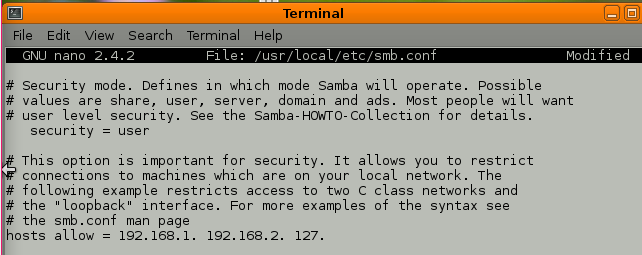 Terminal
File Edit View Search Terminal Help
GNU nano 2.4.2 File: /usr/local/etc/smb.conf Modified
# Security mode. Defines in which mode Samba will operate. Possible
# values are share, user, server, domain and ads. Most people will want
# user level security. See the Samba-HOWTO-Collection for details.
security = user
# This option is important for security. It allows you to restrict
# connections to machines which are on your local network. The
# following example restricts access to two C class networks and
# the "loopback" interface. For more examples of the syntax see
# the smb.conf man page
hosts allow = 192.168.1. 192.168.2. 127.